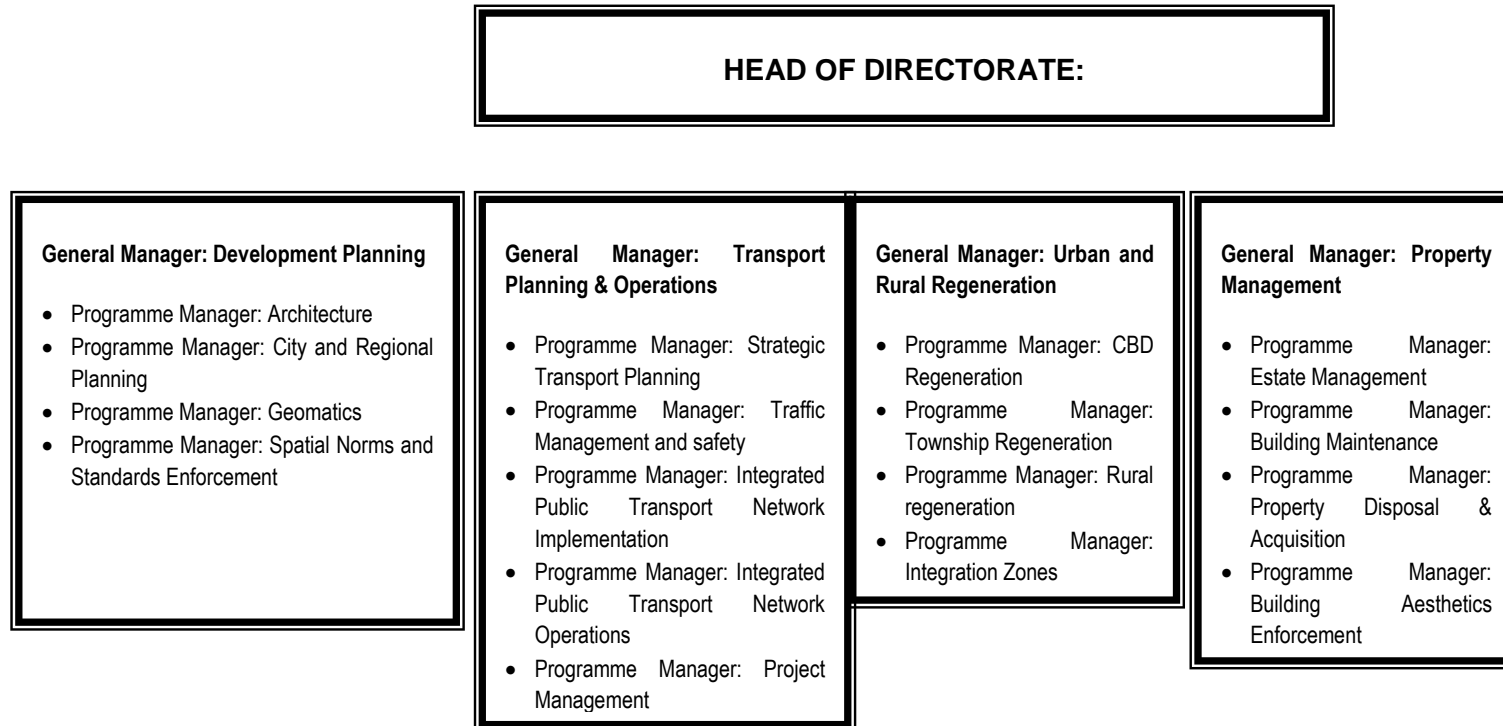 HEAD OF DIRECTORATE:
General Manager: Development Planning
• Programme Manager: Architecture
• Programme Manager: City and Regional
Planning
• Programme Manager: Geomatics
• Programme Manager: Spatial Norms and
Standards Enforcement
General Manager: Transport
Planning & Operations
• Programme Manager: Strategic
Transport Planning
• Programme Manager: Traffic
Management and safety
• Programme Manager: Integrated
Public Transport Network
Implementation
• Programme Manager: Integrated
Public Transport Network
Operations
• Programme Manager: Project
Management
General Manager: Urban and
Rural Regeneration
• Programme Manager: CBD
Regeneration
• Programme Manager:
Township Regeneration
• Programme Manager: Rural
regeneration
• Programme Manager:
Integration Zones
General Manager: Property
Management
• Programme Manager:
Estate Management
• Programme Manager:
Building Maintenance
• Programme Manager:
Property Disposal &
Acquisition
• Programme Manager:
Building Aesthetics
Enforcement